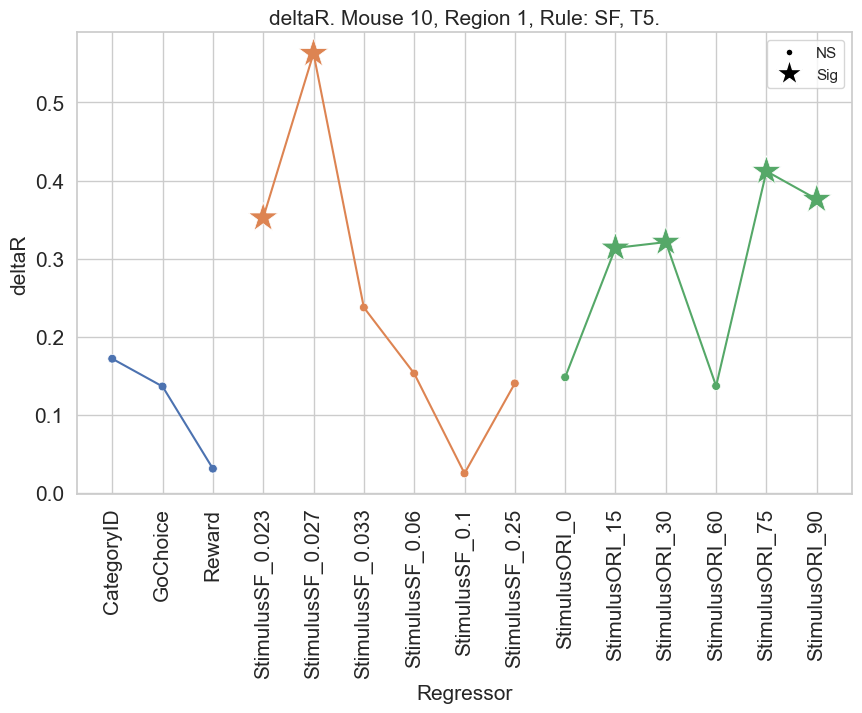 deltaR. Mouse 10, Region 1, Rule: SF, T5.
NS
Sig
deltaR
0.5
0.4
0.3
0.2
0.1
0.0
CategoryID
GoChoice
Reward
StimulusSF_0.023
StimulusSF_0.027
StimulusSF_0.033
StimulusSF_0.06
StimulusSF_0.1
StimulusSF_0.25
StimulusORI_0
StimulusORI_15
StimulusORI_30
StimulusORI_60
StimulusORI_75
StimulusORI_90
Regressor